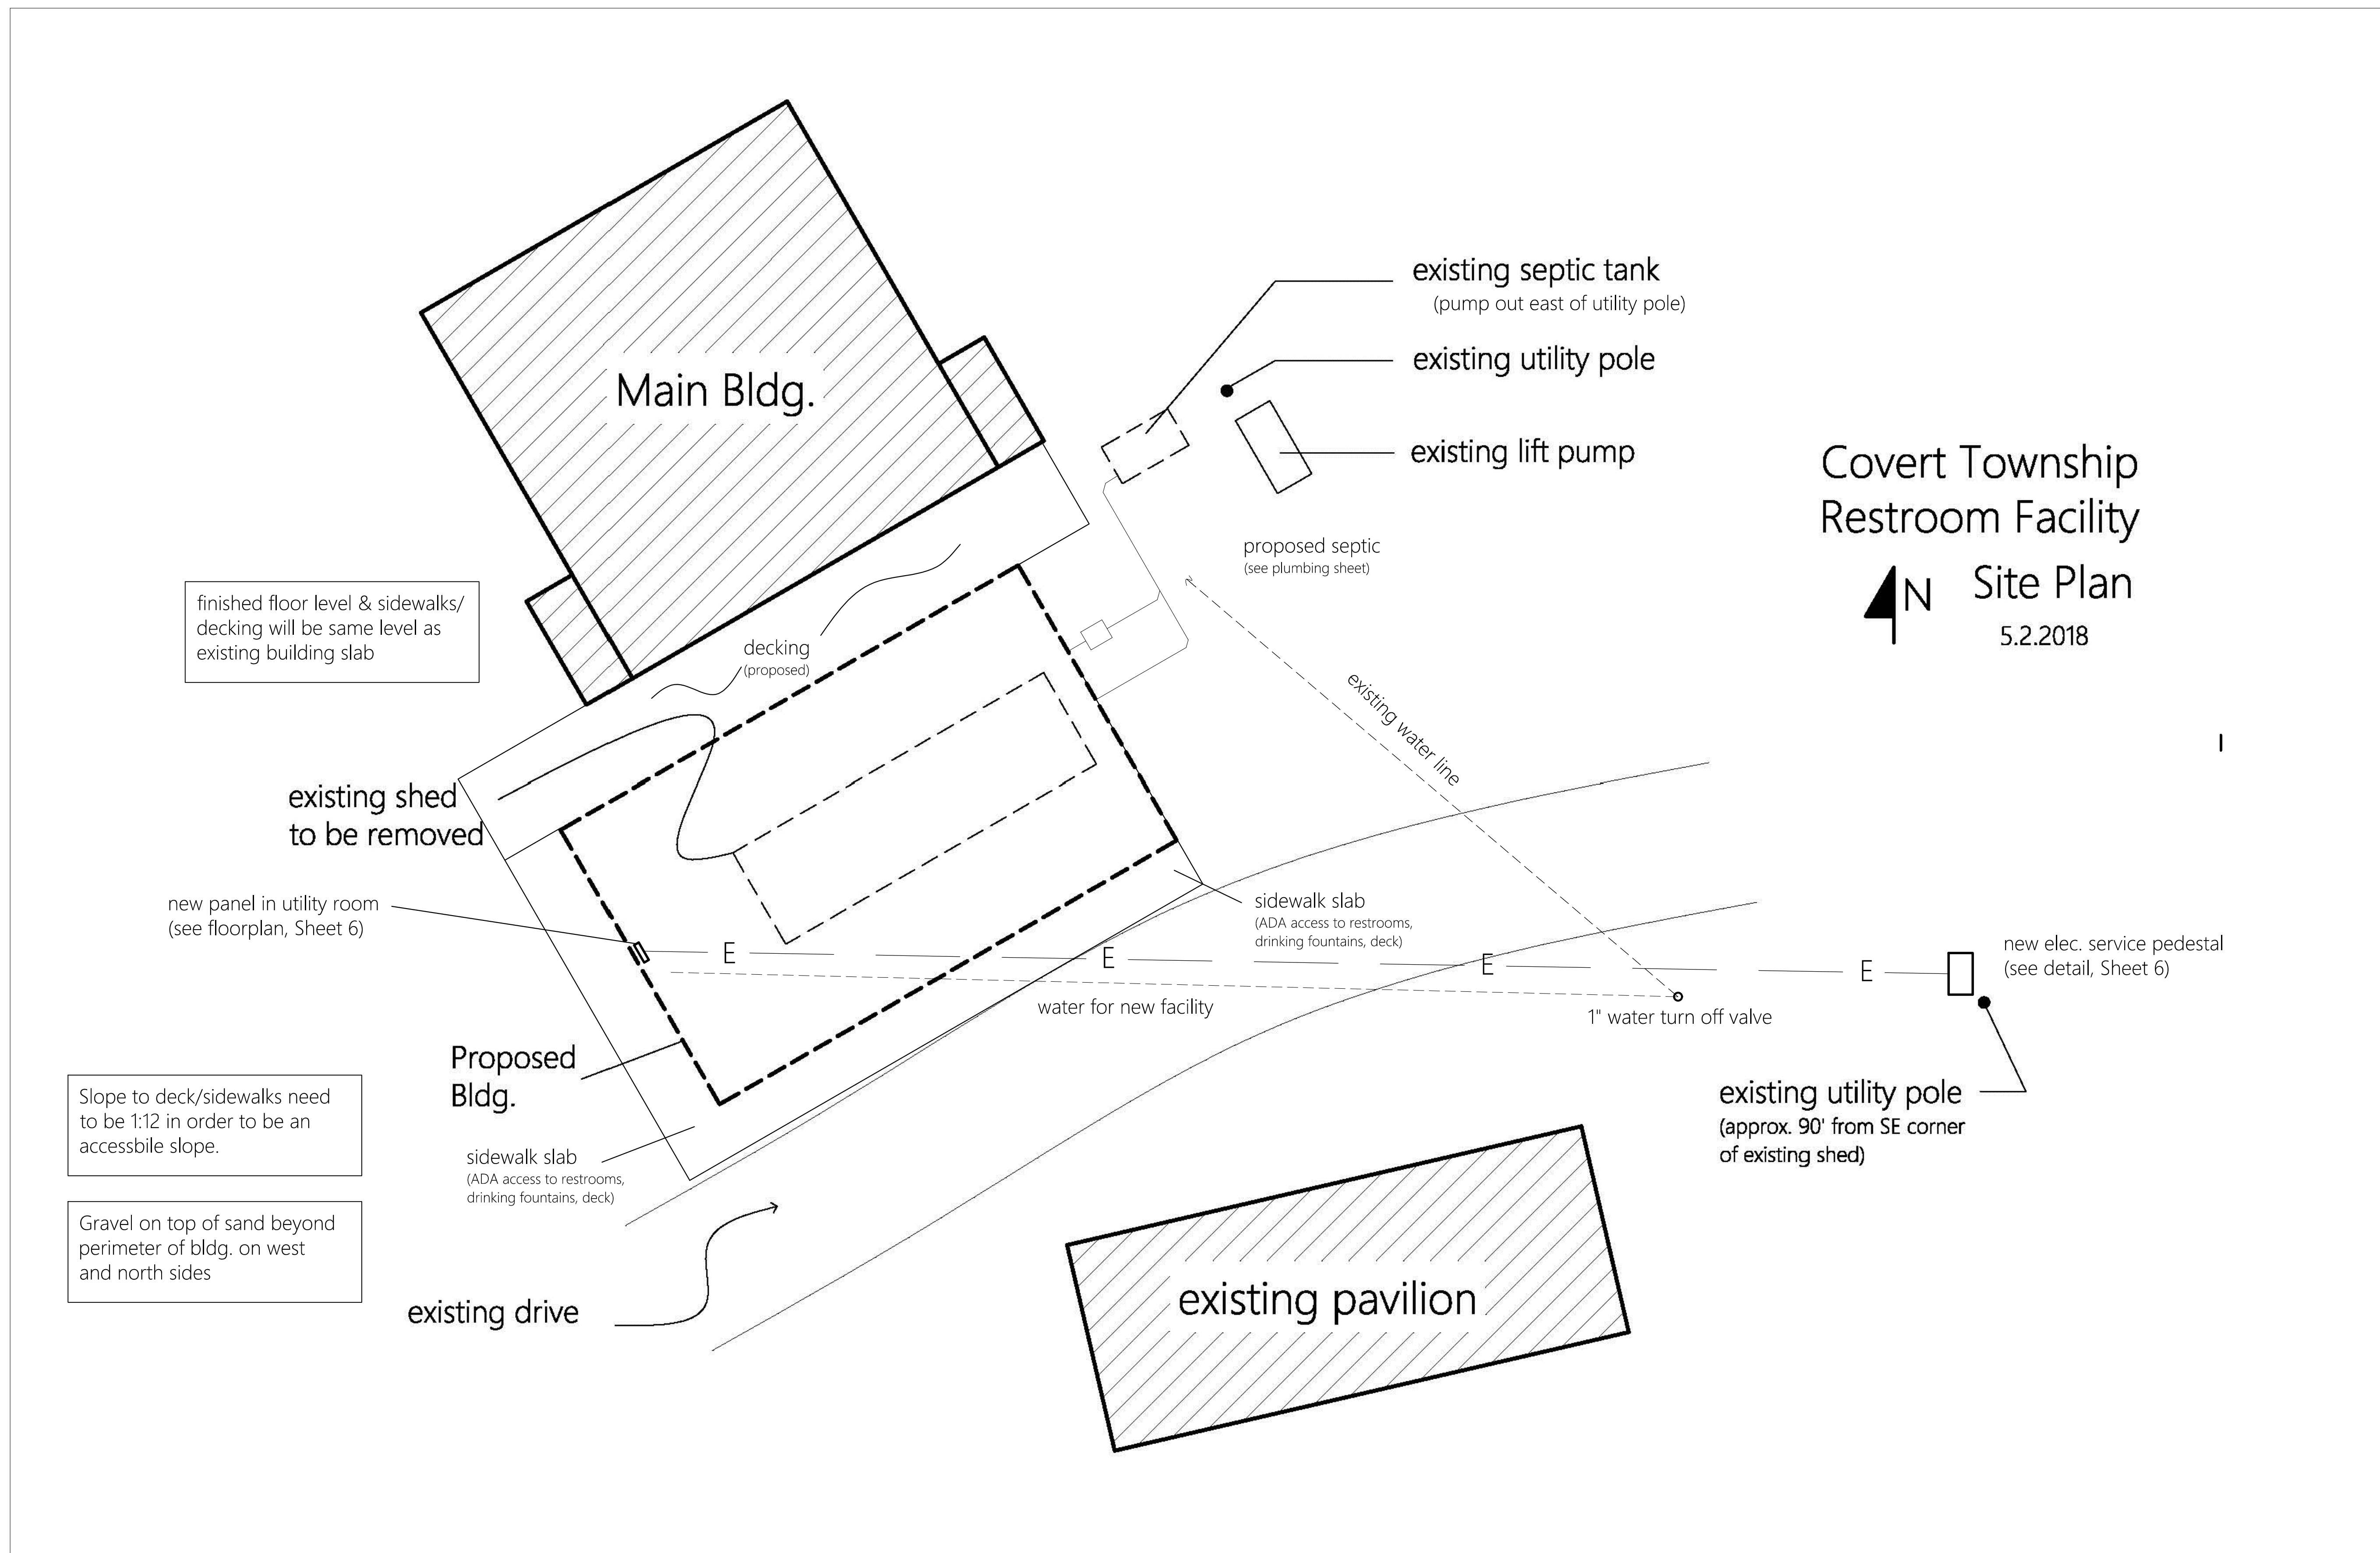 existing septic tank
(pump out east of utility pole)
existing utility pole
Main Bldg.
existing lift pump
Covert Township
Restroom Facility
N
Site Plan
5.2.2018
proposed septic
(see plumbing sheet)
finished floor level & sidewalks/
decking will be same level as
existing building slab
decking
(proposed)
existing water line
existing shed
to be removed
new panel in utility room
(see floorplan, Sheet 6)
sidewalk slab
(ADA access to restrooms,
drinking fountains, deck)
E
E
E
E
new elec. service pedestal
(see detail, Sheet 6)
water for new facility
1" water turn off valve
Proposed
Bldg.
existing utility pole
(approx. 90' from SE corner
of existing shed)
Slope to deck/sidewalks need
to be 1:12 in order to be an
accessbile slope.
sidewalk slab
(ADA access to restrooms,
drinking fountains, deck)
Gravel on top of sand beyond
perimeter of bldg. on west
and north sides
existing drive
existing pavilion